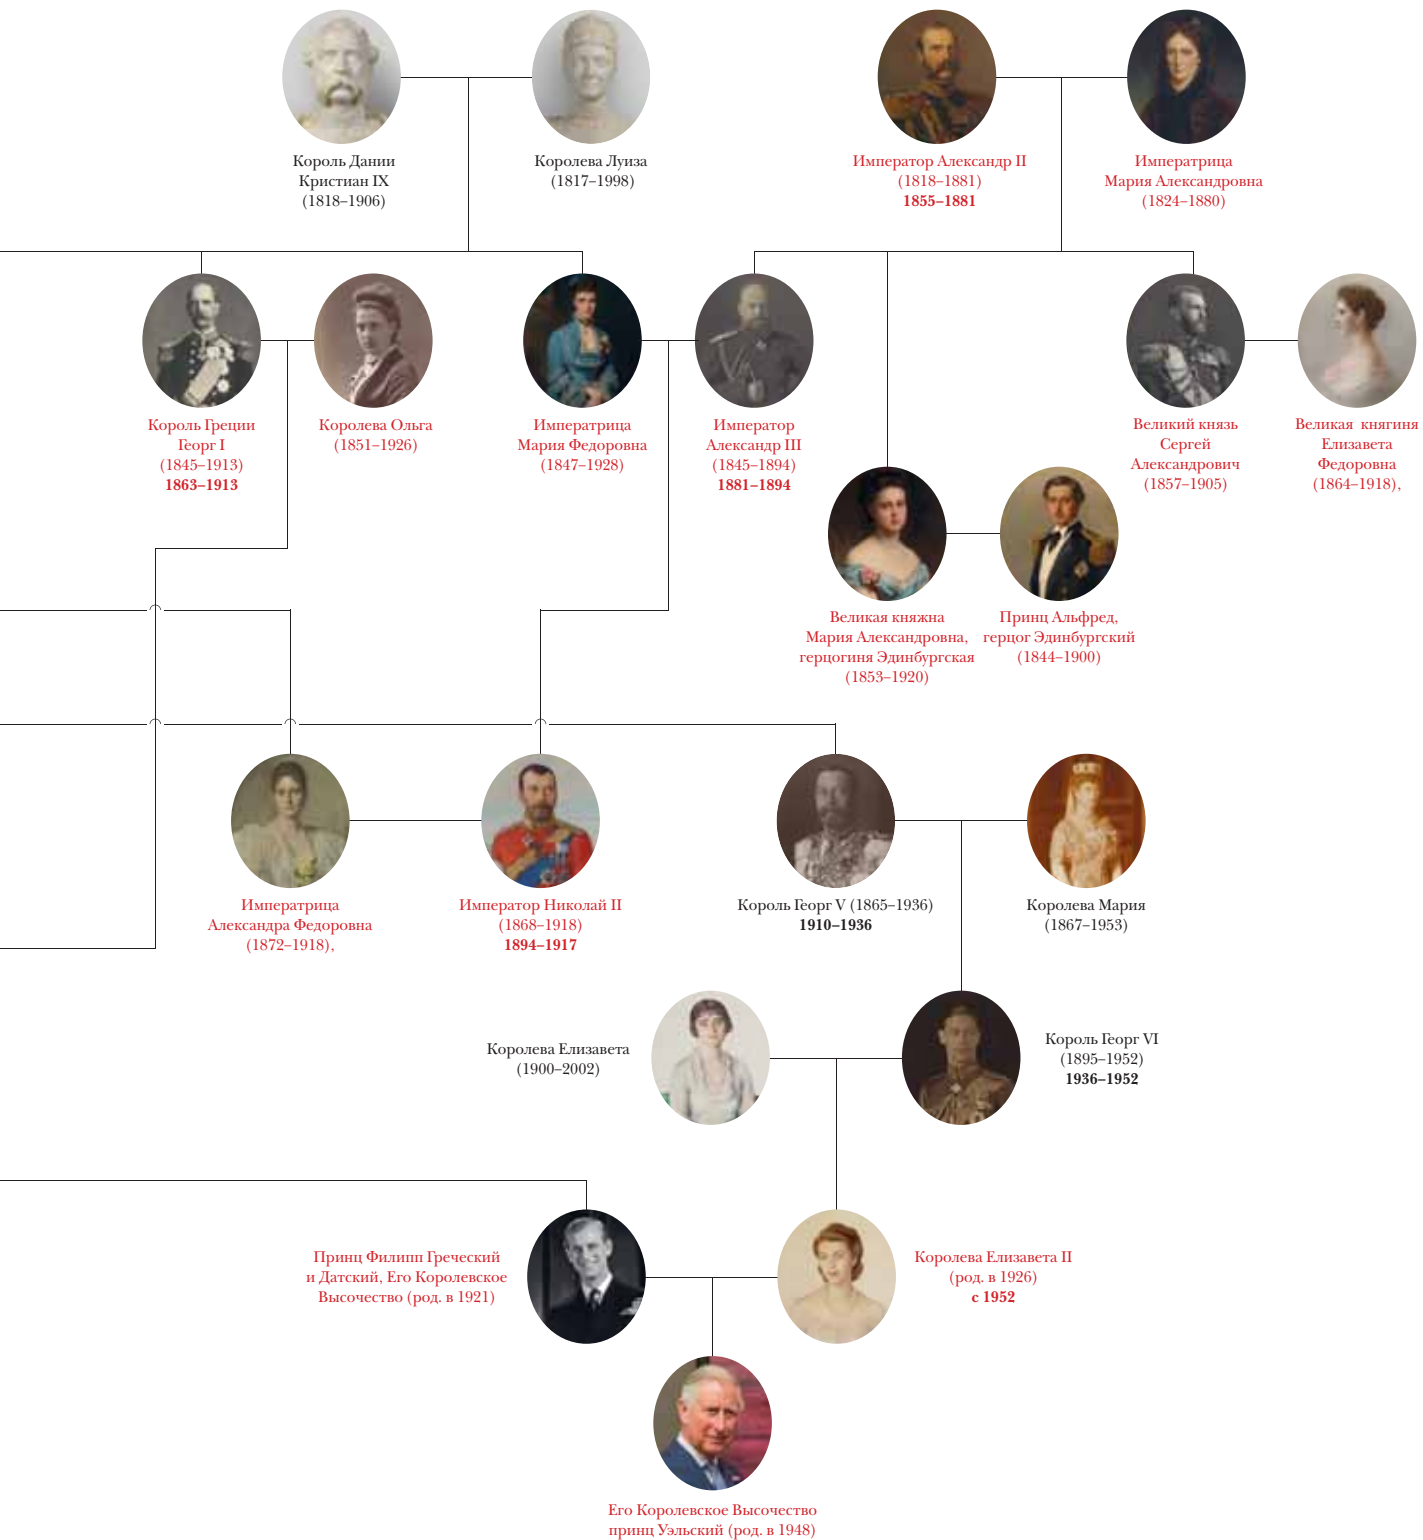 Король Дании
Кристиан IX
(1818–1906)
Королева Луиза
(1817–1998)
Император Александр II
(1818–1881)
1855–1881
Императрица
Мария Александровна
(1824–1880)
Король Греции
Георг I
(1845–1913)
1863–1913
Королева Ольга
(1851–1926)
Императрица
Мария Федоровна
(1847–1928)
Император
Александр III
(1845–1894)
1881–1894
Великий князь
Сергей
Александрович
(1857–1905)
Великая княгиня
Елизавета
Федоровна
(1864–1918),
Великая княжна
Мария Александровна,
герцогиня Эдинбургская
(1853–1920)
Принц Альфред,
герцог Эдинбургский
(1844–1900)
Императрица
Александра Федоровна
(1872–1918),
Император Николай II
(1868–1918)
1894–1917
Король Георг V (1865–1936)
1910–1936
Королева Мария
(1867–1953)
Королева Елизавета
(1900–2002)
Король Георг VI
(1895–1952)
1936–1952
Принц Филипп Греческий
и Датский, Его Королевское
Высочество (род. в 1921)
Королева Елизавета II
(род. в 1926)
с 1952
Его Королевское Высочество
принц Уэльский (род. в 1948)